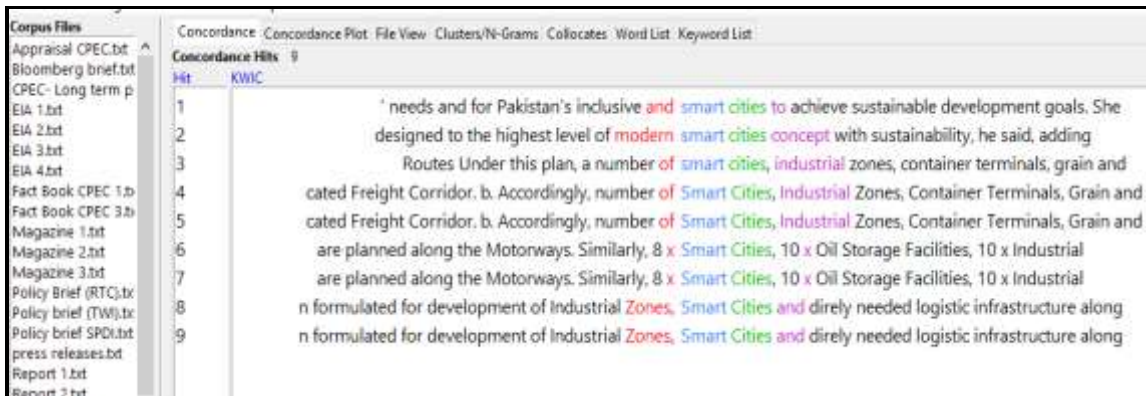 Corpus Files
Appraisal CPEC.txt
Bloomberg brief.txt
CPEC- Long term p
EIA 1.txt
EIA 2.txt
EIA 3.txt
EIA 4.txt
Fact Book CPEC 1.b
Fact Book CPEC 3.b
Magazine 1.txt
Magazine 2.txt
Magazine 3.txt
Policy Brief (RTC).tx
Policy brief (TWI).tx
Policy brief SPDI.txt
press releases.txt
Report 1.txt
Report 2.txt
Concordance Concordance Plot File View Clusters/N-Grams Collocates Word List Keyword List
Concordance Hits 9
Hit KWIC
1 ' needs and for Pakistan's inclusive and smart cities to achieve sustainable development goals. She
2 designed to the highest level of modern smart cities concept with sustainability, he said, adding
3 Routes Under this plan, a number of smart cities, industrial zones, container terminals, grain and
4 cated Freight Corridor. b. Accordingly, number of Smart Cities, Industrial Zones, Container Terminals, Grain and
5 cated Freight Corridor. b. Accordingly, number of Smart Cities, Industrial Zones, Container Terminals, Grain and
6 are planned along the Motorways. Similarly, 8 x Smart Cities, 10 x Oil Storage Facilities, 10 x Industrial
7 are planned along the Motorways. Similarly, 8 x Smart Cities, 10 x Oil Storage Facilities, 10 x Industrial
8 n formulated for development of Industrial Zones, Smart Cities and direly needed logistic infrastructure along
9 n formulated for development of Industrial Zones, Smart Cities and direly needed logistic infrastructure along